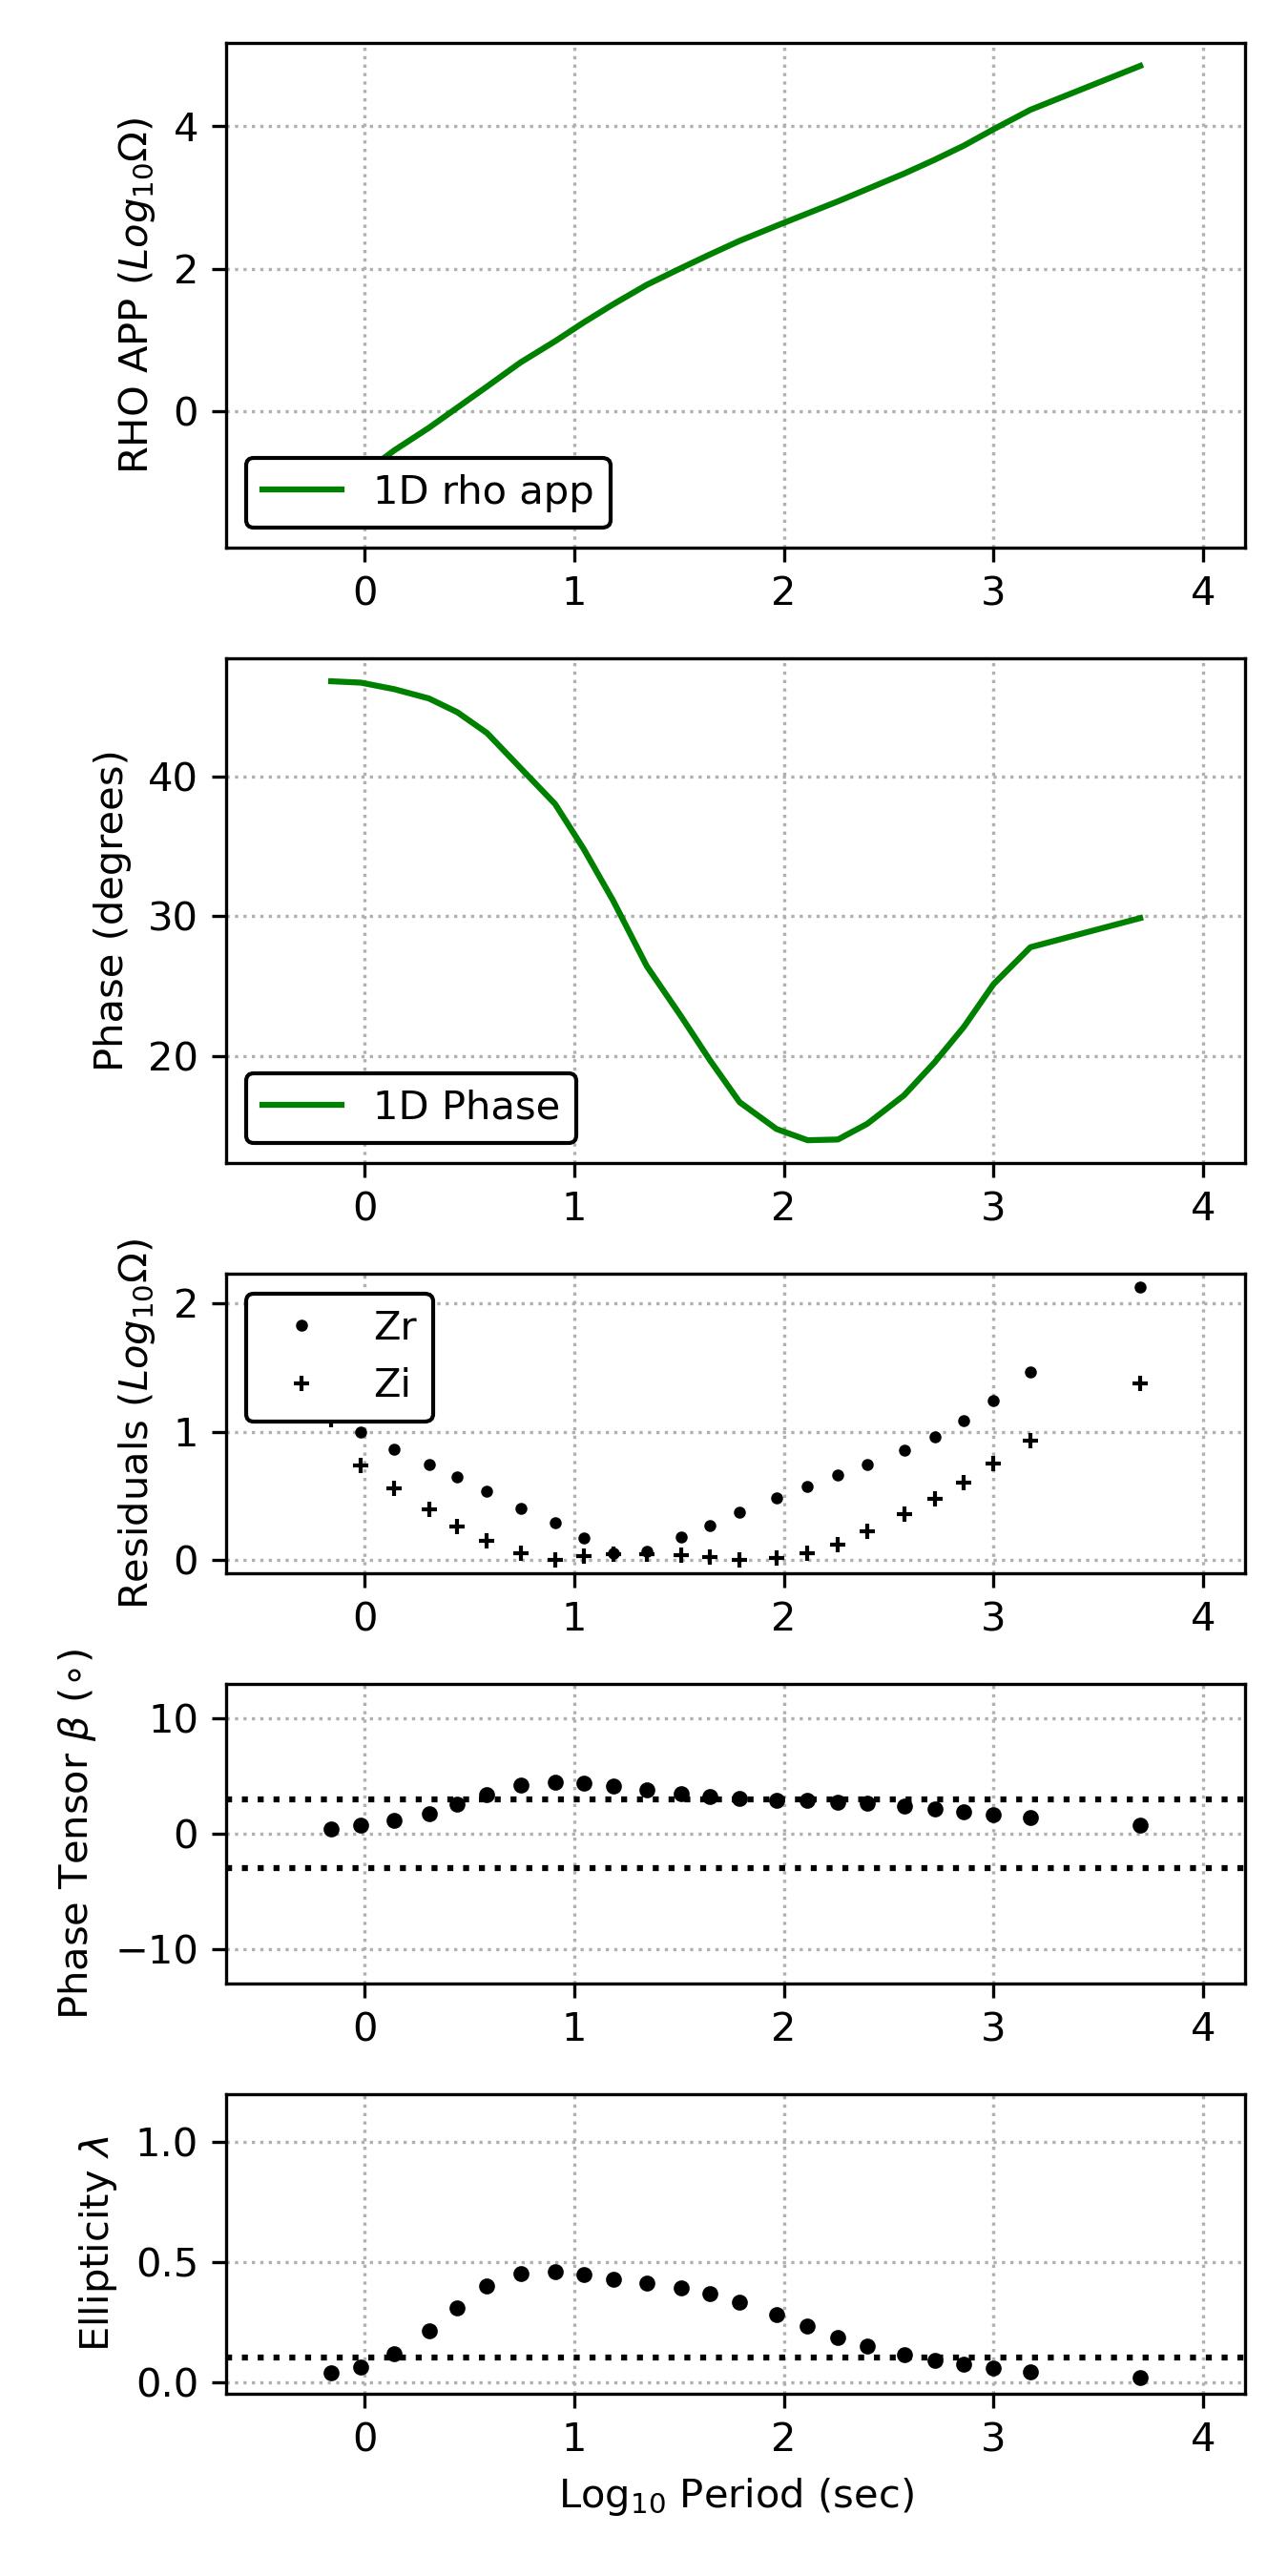 RHO APP (Log₁₀Ω)
4
2
0
1D rho app
0 1 2 3 4
Phase (degrees)
40
30
20
1D Phase
0 1 2 3 4
Residuals (Log₁₀Ω)
2
1
0
Zr
Zi
0 1 2 3 4
Phase Tensor β (∘)
10
0
−10
0 1 2 3 4
Ellipticity λ
1.0
0.5
0.0
0 1 2 3 4
Log₁₀ Period (sec)